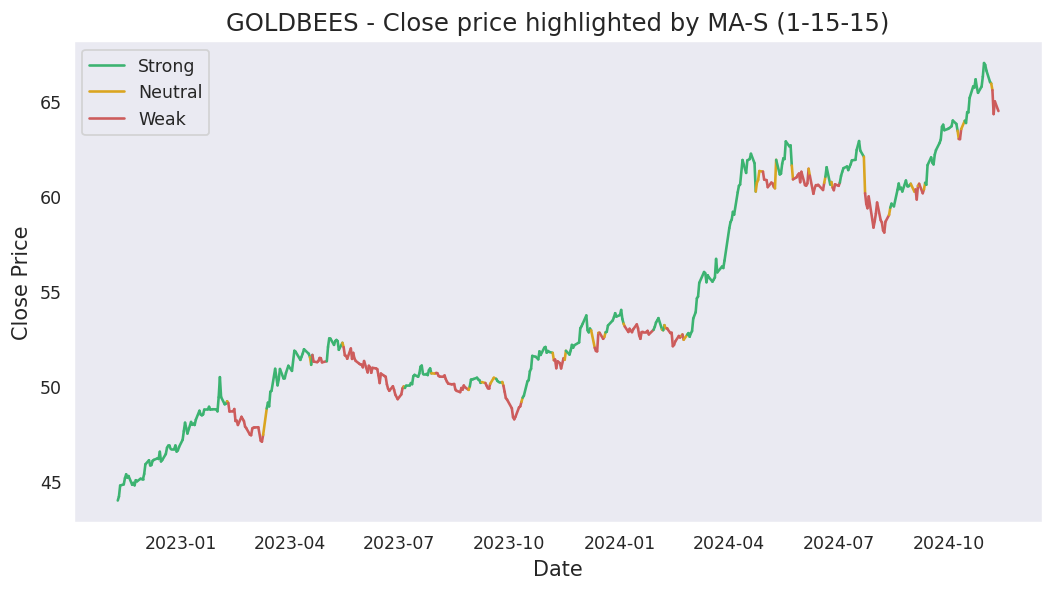 GOLDBEES - Close price highlighted by MA-S (1-15-15)
Strong
Neutral
Weak
65
60
55
50
45
Close Price
2023-01 2023-04 2023-07 2023-10 2024-01 2024-04 2024-07 2024-10
Date